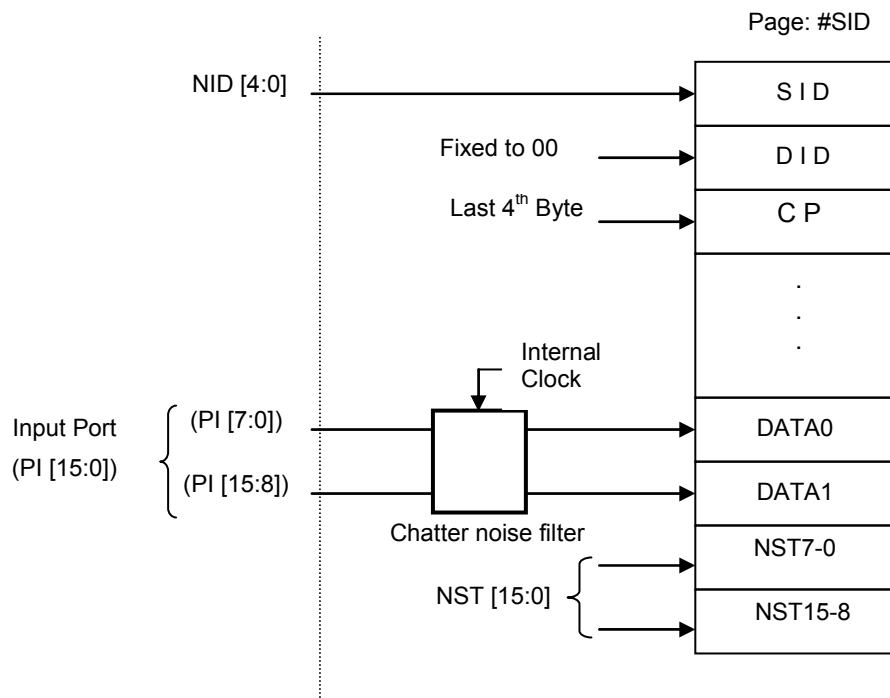 Page: #SID
NID [4:0]
S I D
Fixed to 00
D I D
Last 4th Byte
C P
.
.
.
Internal
Clock
Input Port
(PI [15:0])
(PI [7:0])
DATA0
(PI [15:8])
DATA1
Chatter noise filter
NST [15:0]
NST7-0
NST15-8